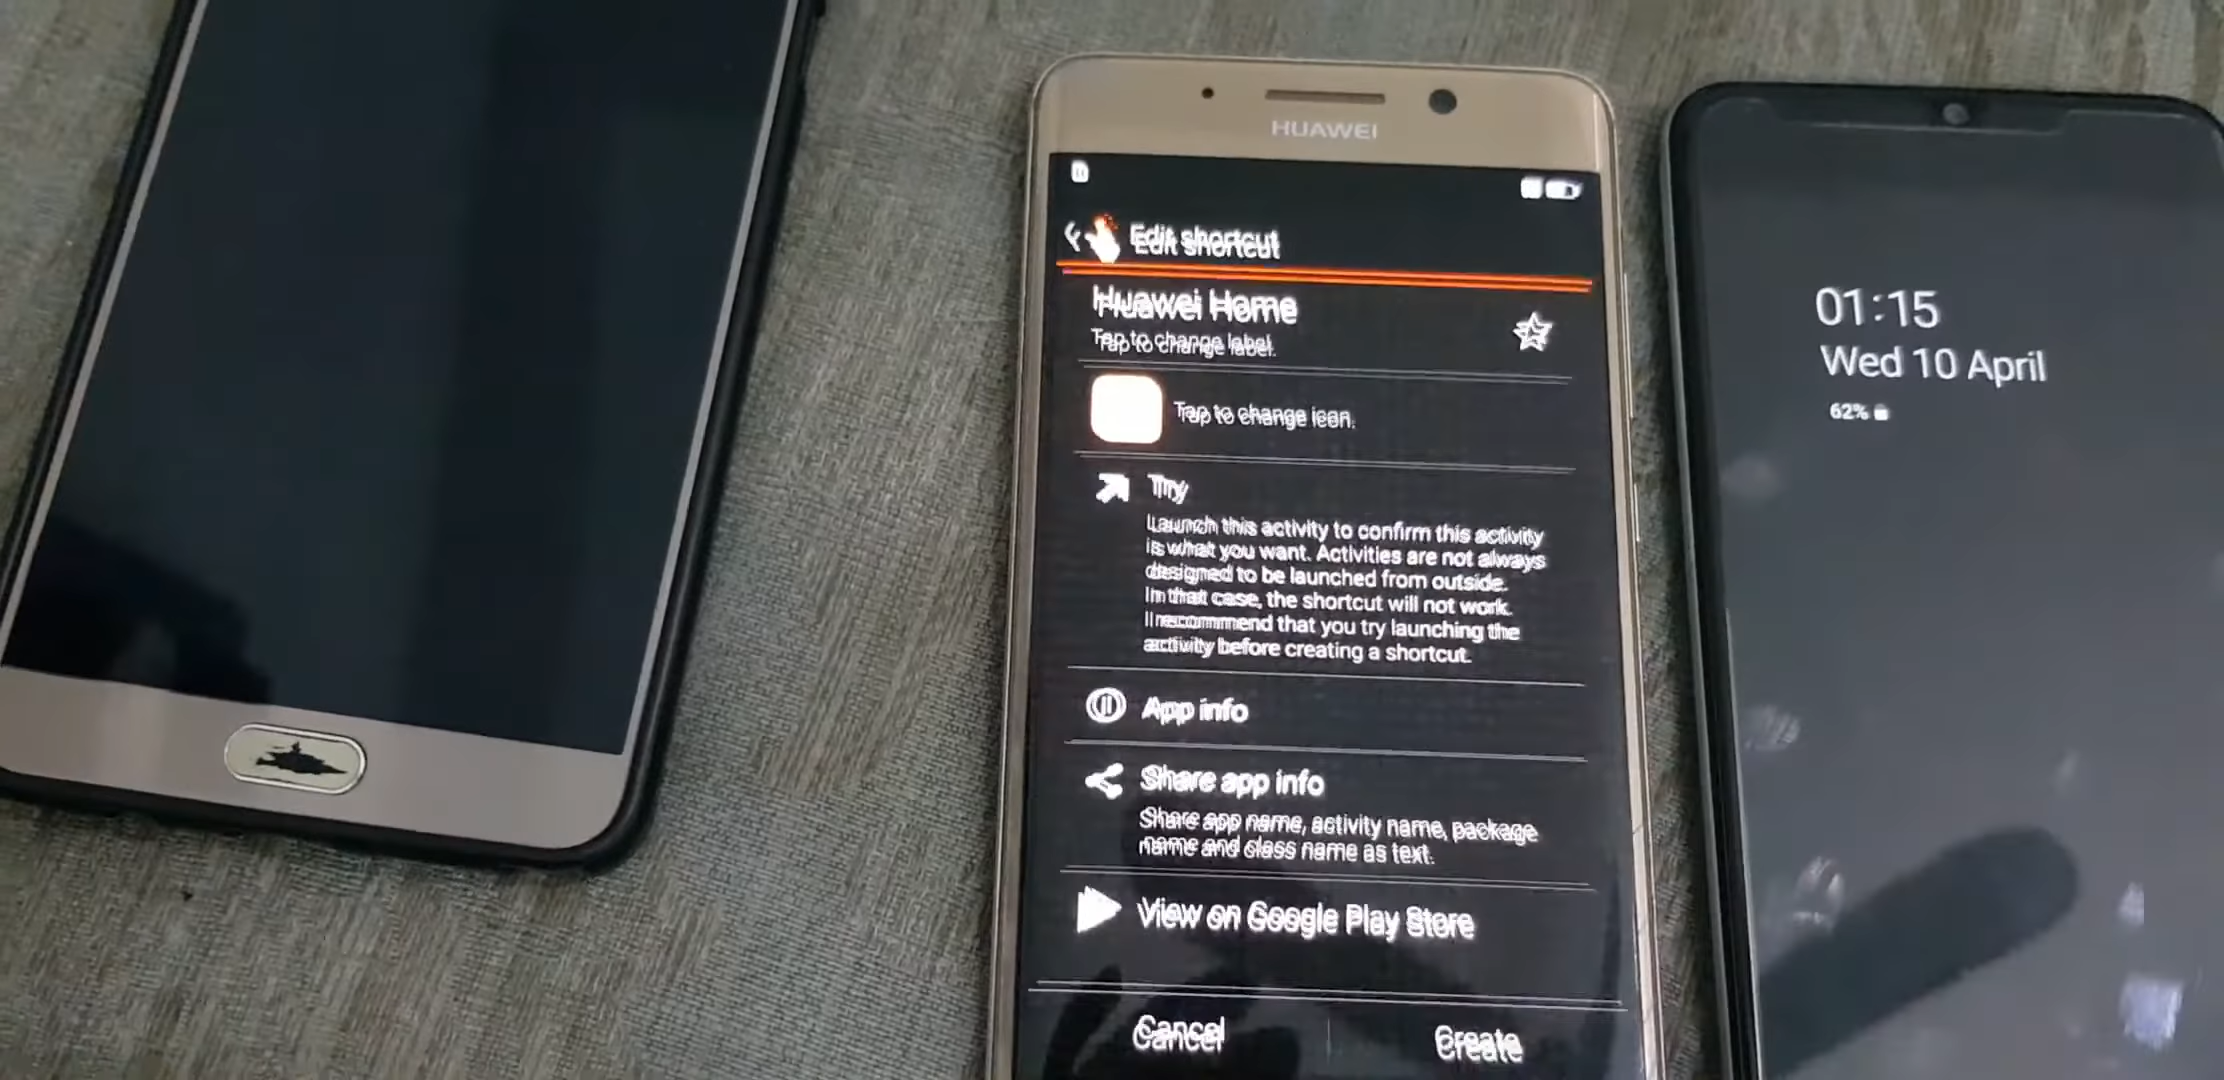 HUAWEI
Edit shortcut
Huawei Home
Tap to change label.
Tap to change icon.
Try
Launch this activity to confirm this activity
is what you want. Activities are not always
designed to be launched from outside.
In that case, the shortcut will not work.
I recommend that you try launching the
activity before creating a shortcut.
App info
Share app info
Share app name, activity name, package
name and class name as text.
View on Google Play Store
Cancel
Create
01:15
Wed 10 April
62%